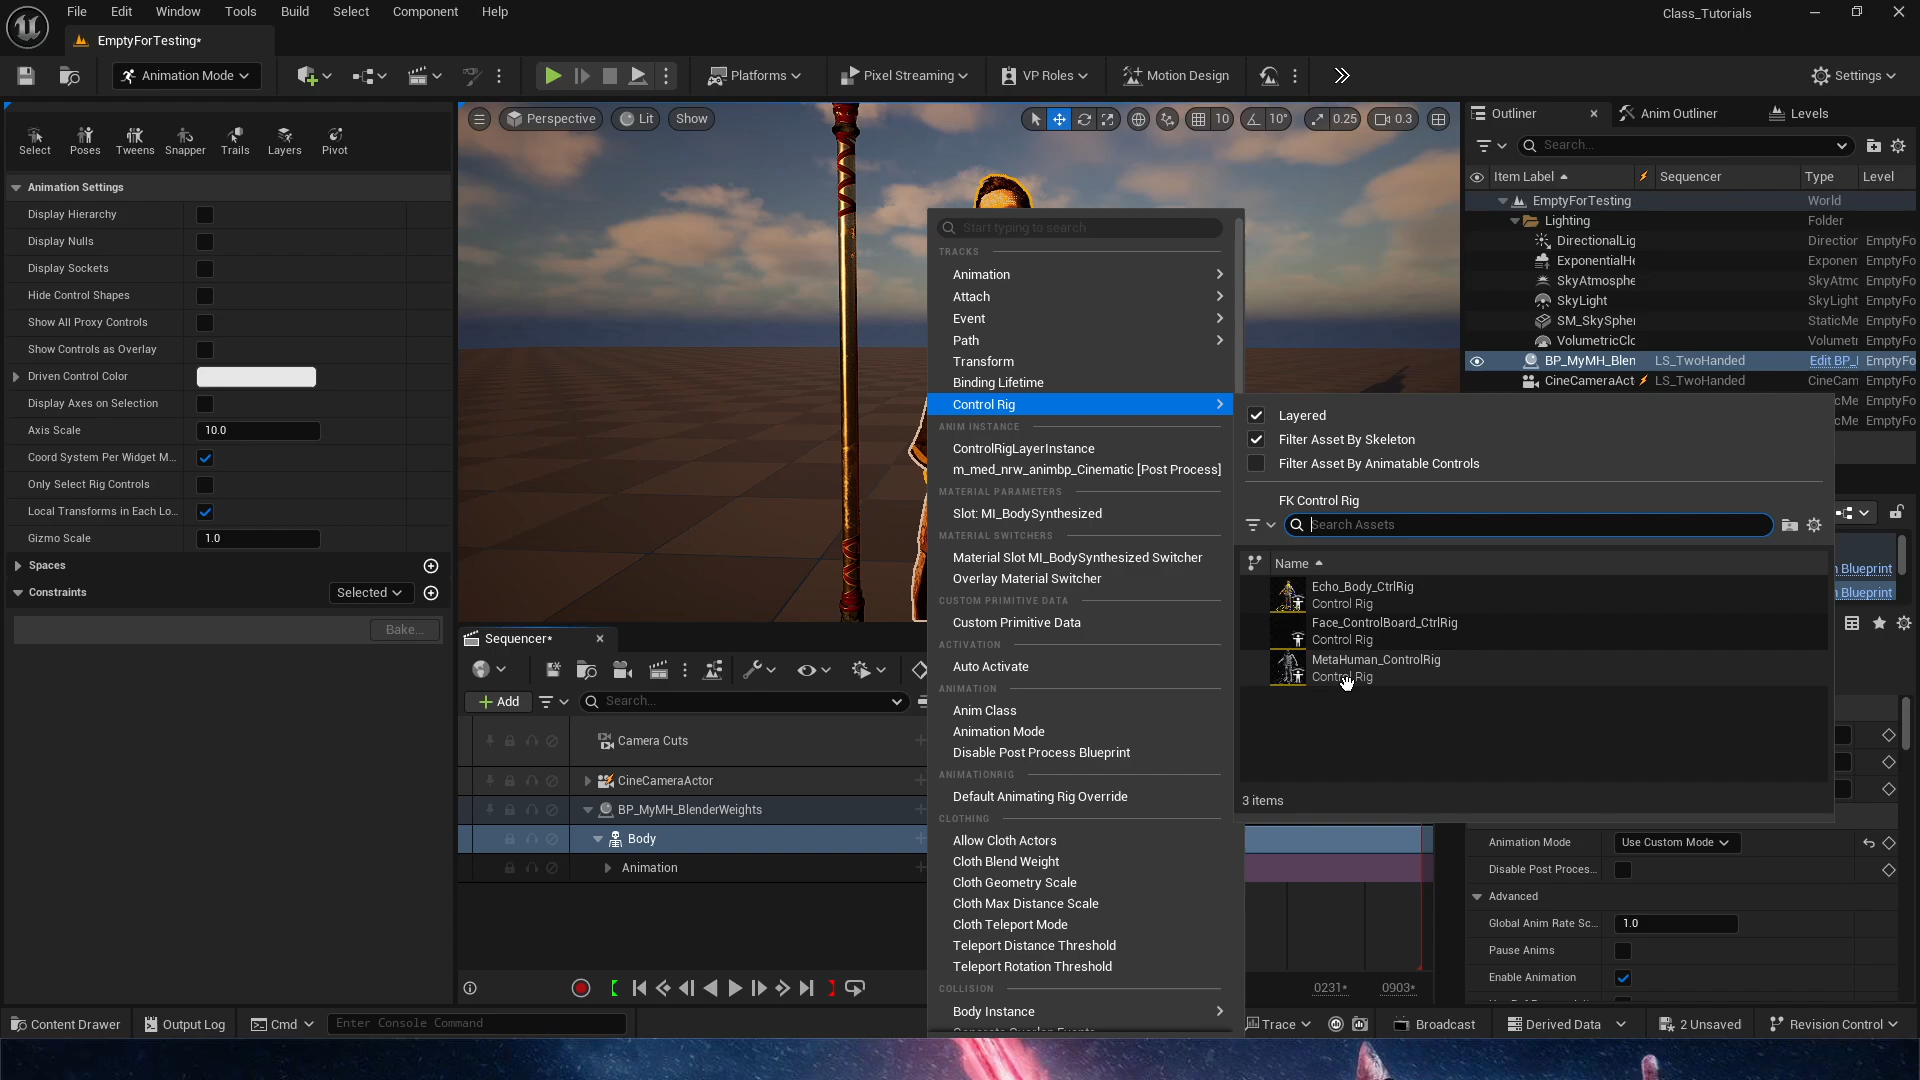 File Edit Window Tools Build Select Component Help
Class_Tutorials
EmptyForTesting*
Animation Mode
Platforms
Pixel Streaming
VP Roles
Motion Design
Settings
Select Poses Tweens Snapper Trails Layers Pivot
Animation Settings
Display Hierarchy
Display Nulls
Display Sockets
Hide Control Shapes
Show All Proxy Controls
Show Controls as Overlay
Driven Control Color
Display Axes on Selection
Axis Scale 10.0
Coord System Per Widget M...
Only Select Rig Controls
Local Transforms in Each Lo...
Gizmo Scale 1.0
Spaces
Constraints Selected
Bake...
Perspective Lit Show
10 10° 0.25 0.3
Start typing to search
TRACKS
Animation
Attach
Event
Path
Transform
Binding Lifetime
Control Rig
ANIM INSTANCE
ControlRigLayerInstance
m_med_nrw_animbp_Cinematic [Post Process]
MATERIAL PARAMETERS
Slot: MI_BodySynthesized
MATERIAL SWITCHERS
Material Slot MI_BodySynthesized Switcher
Overlay Material Switcher
CUSTOM PRIMITIVE DATA
Custom Primitive Data
ACTIVATION
Auto Activate
ANIMATION
Anim Class
Animation Mode
Disable Post Process Blueprint
ANIMATIONRIG
Default Animating Rig Override
CLOTHING
Allow Cloth Actors
Cloth Blend Weight
Cloth Geometry Scale
Cloth Max Distance Scale
Cloth Teleport Mode
Teleport Distance Threshold
Teleport Rotation Threshold
COLLISION
Body Instance
Layered
Filter Asset By Skeleton
Filter Asset By Animatable Controls
FK Control Rig
Search Assets
Name
Echo_Body_CtrlRig
Control Rig
Face_ControlBoard_CtrlRig
Control Rig
MetaHuman_ControlRig
Control Rig
3 items
Outliner Anim Outliner Levels
Search...
Item Label Sequencer Type Level
EmptyForTesting World
Lighting Folder
DirectionalLig Direction EmptyFo
ExponentialHe Exponen EmptyFo
SkyAtmosphe SkyAtmo EmptyFo
SkyLight SkyLight EmptyFo
SM_SkySpher StaticMe EmptyFo
VolumetricClo Volumetr EmptyFo
BP_MyMH_Blen LS_TwoHanded Edit BP_ EmptyFo
CineCameraAct LS_TwoHanded CineCam EmptyFo
cMe EmptyFo
cMe EmptyFo
n Blueprint
n Blueprint
Animation Mode Use Custom Mode
Disable Post Proces...
Advanced
Global Anim Rate Sc... 1.0
Pause Anims
Enable Animation
Sequencer*
Add Search...
Camera Cuts
CineCameraActor
BP_MyMH_BlenderWeights
Body
Animation
0231* 0903*
Content Drawer Output Log Cmd Enter Console Command
Trace Broadcast Derived Data 2 Unsaved Revision Control